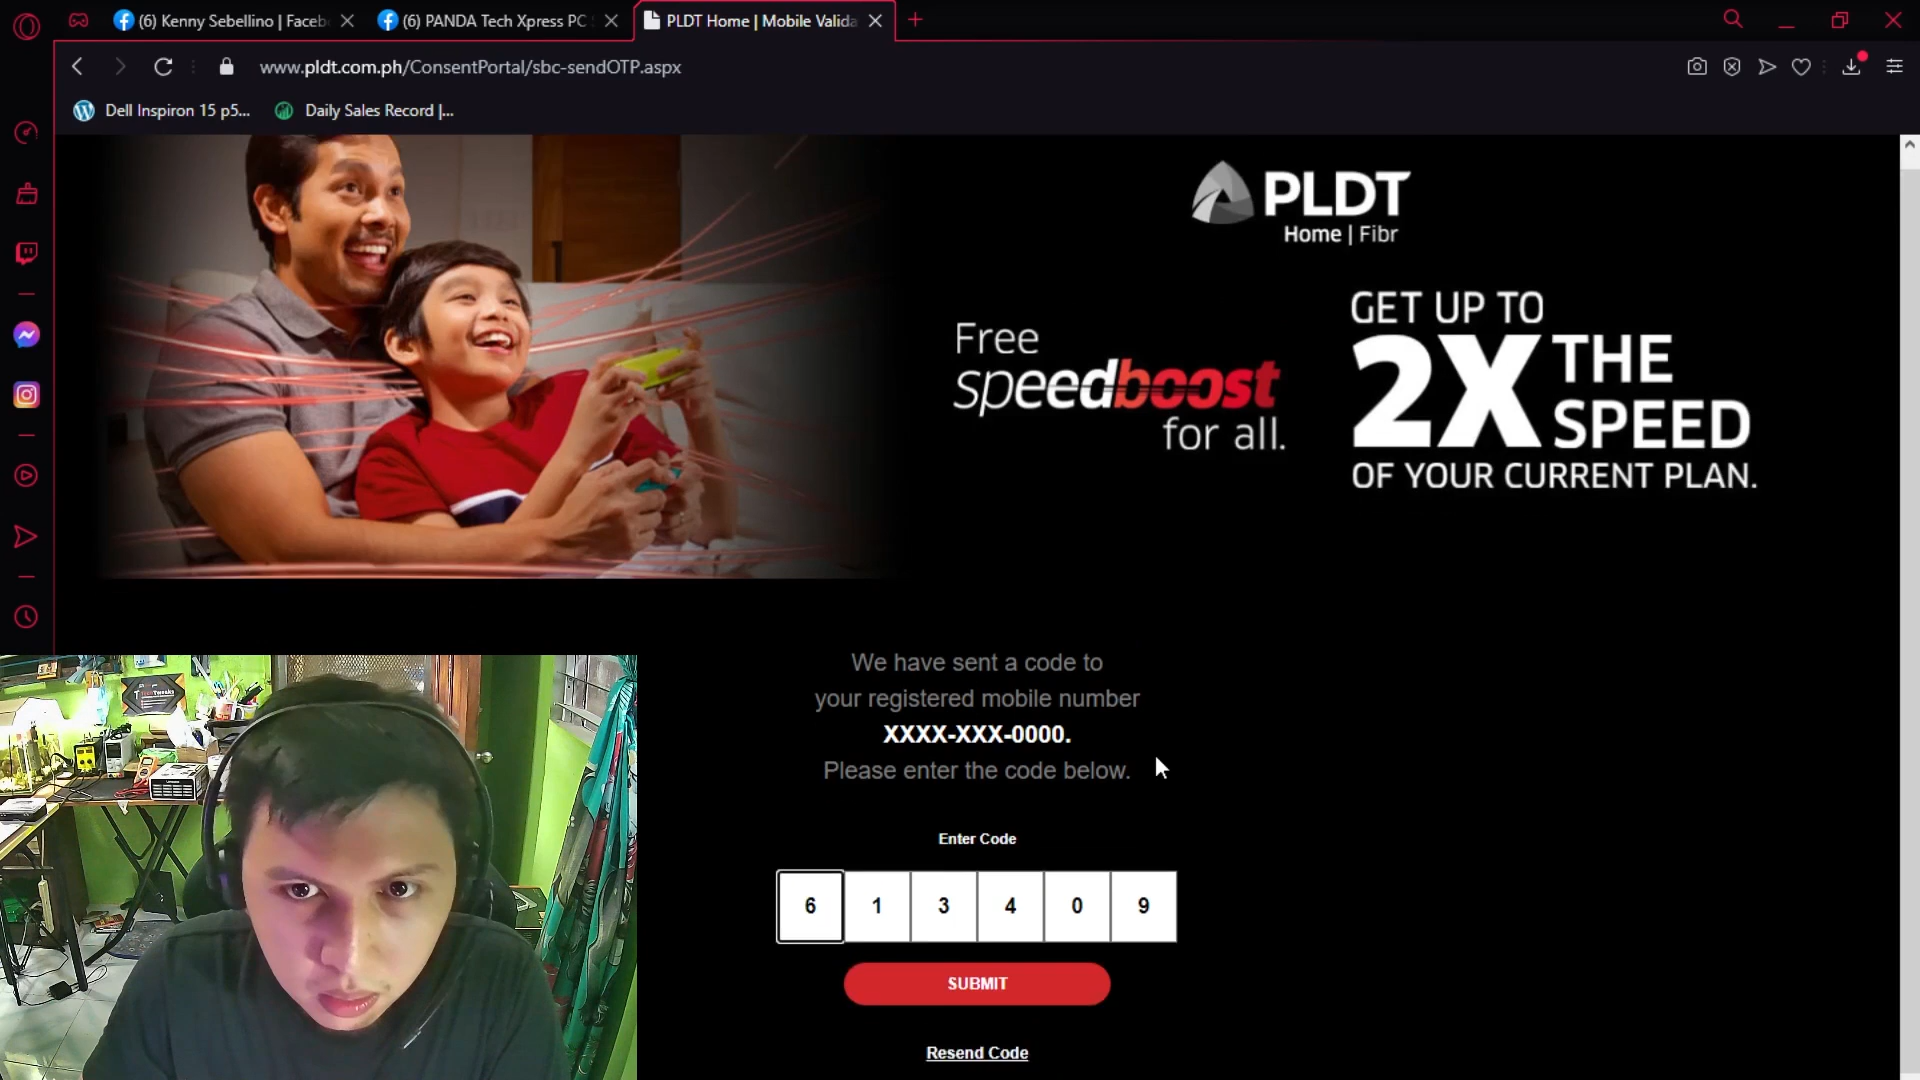 (6) Kenny Sebellino | Faceb
(6) PANDA Tech Xpress PC
PLDT Home | Mobile Valida
www.pldt.com.ph/ConsentPortal/sbc-sendOTP.aspx
Dell Inspiron 15 p5...
Daily Sales Record |...
PLDT
Home | Fibr
Free
speedboost
for all.
GET UP TO
2X THE SPEED
OF YOUR CURRENT PLAN.
We have sent a code to
your registered mobile number
XXXX-XXX-0000.
Please enter the code below.
Enter Code
6 1 3 4 0 9
SUBMIT
Resend Code